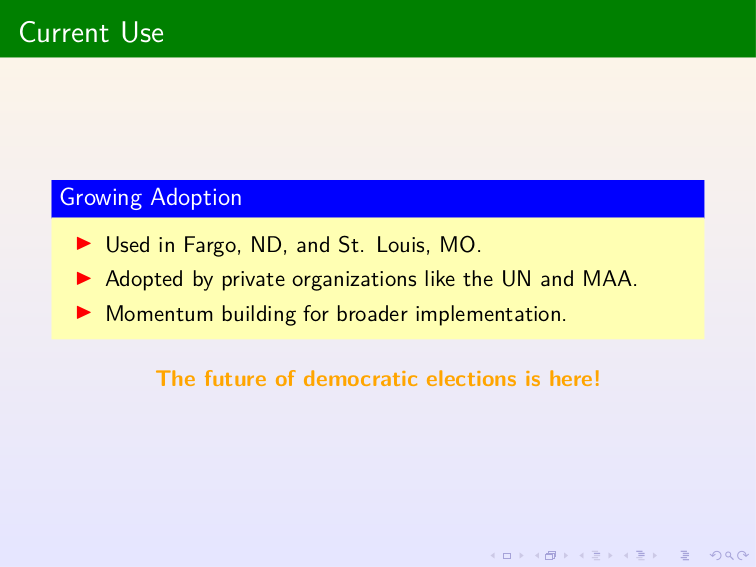 Current Use
Growing Adoption
Used in Fargo, ND, and St. Louis, MO.
Adopted by private organizations like the UN and MAA.
Momentum building for broader implementation.
The future of democratic elections is here!